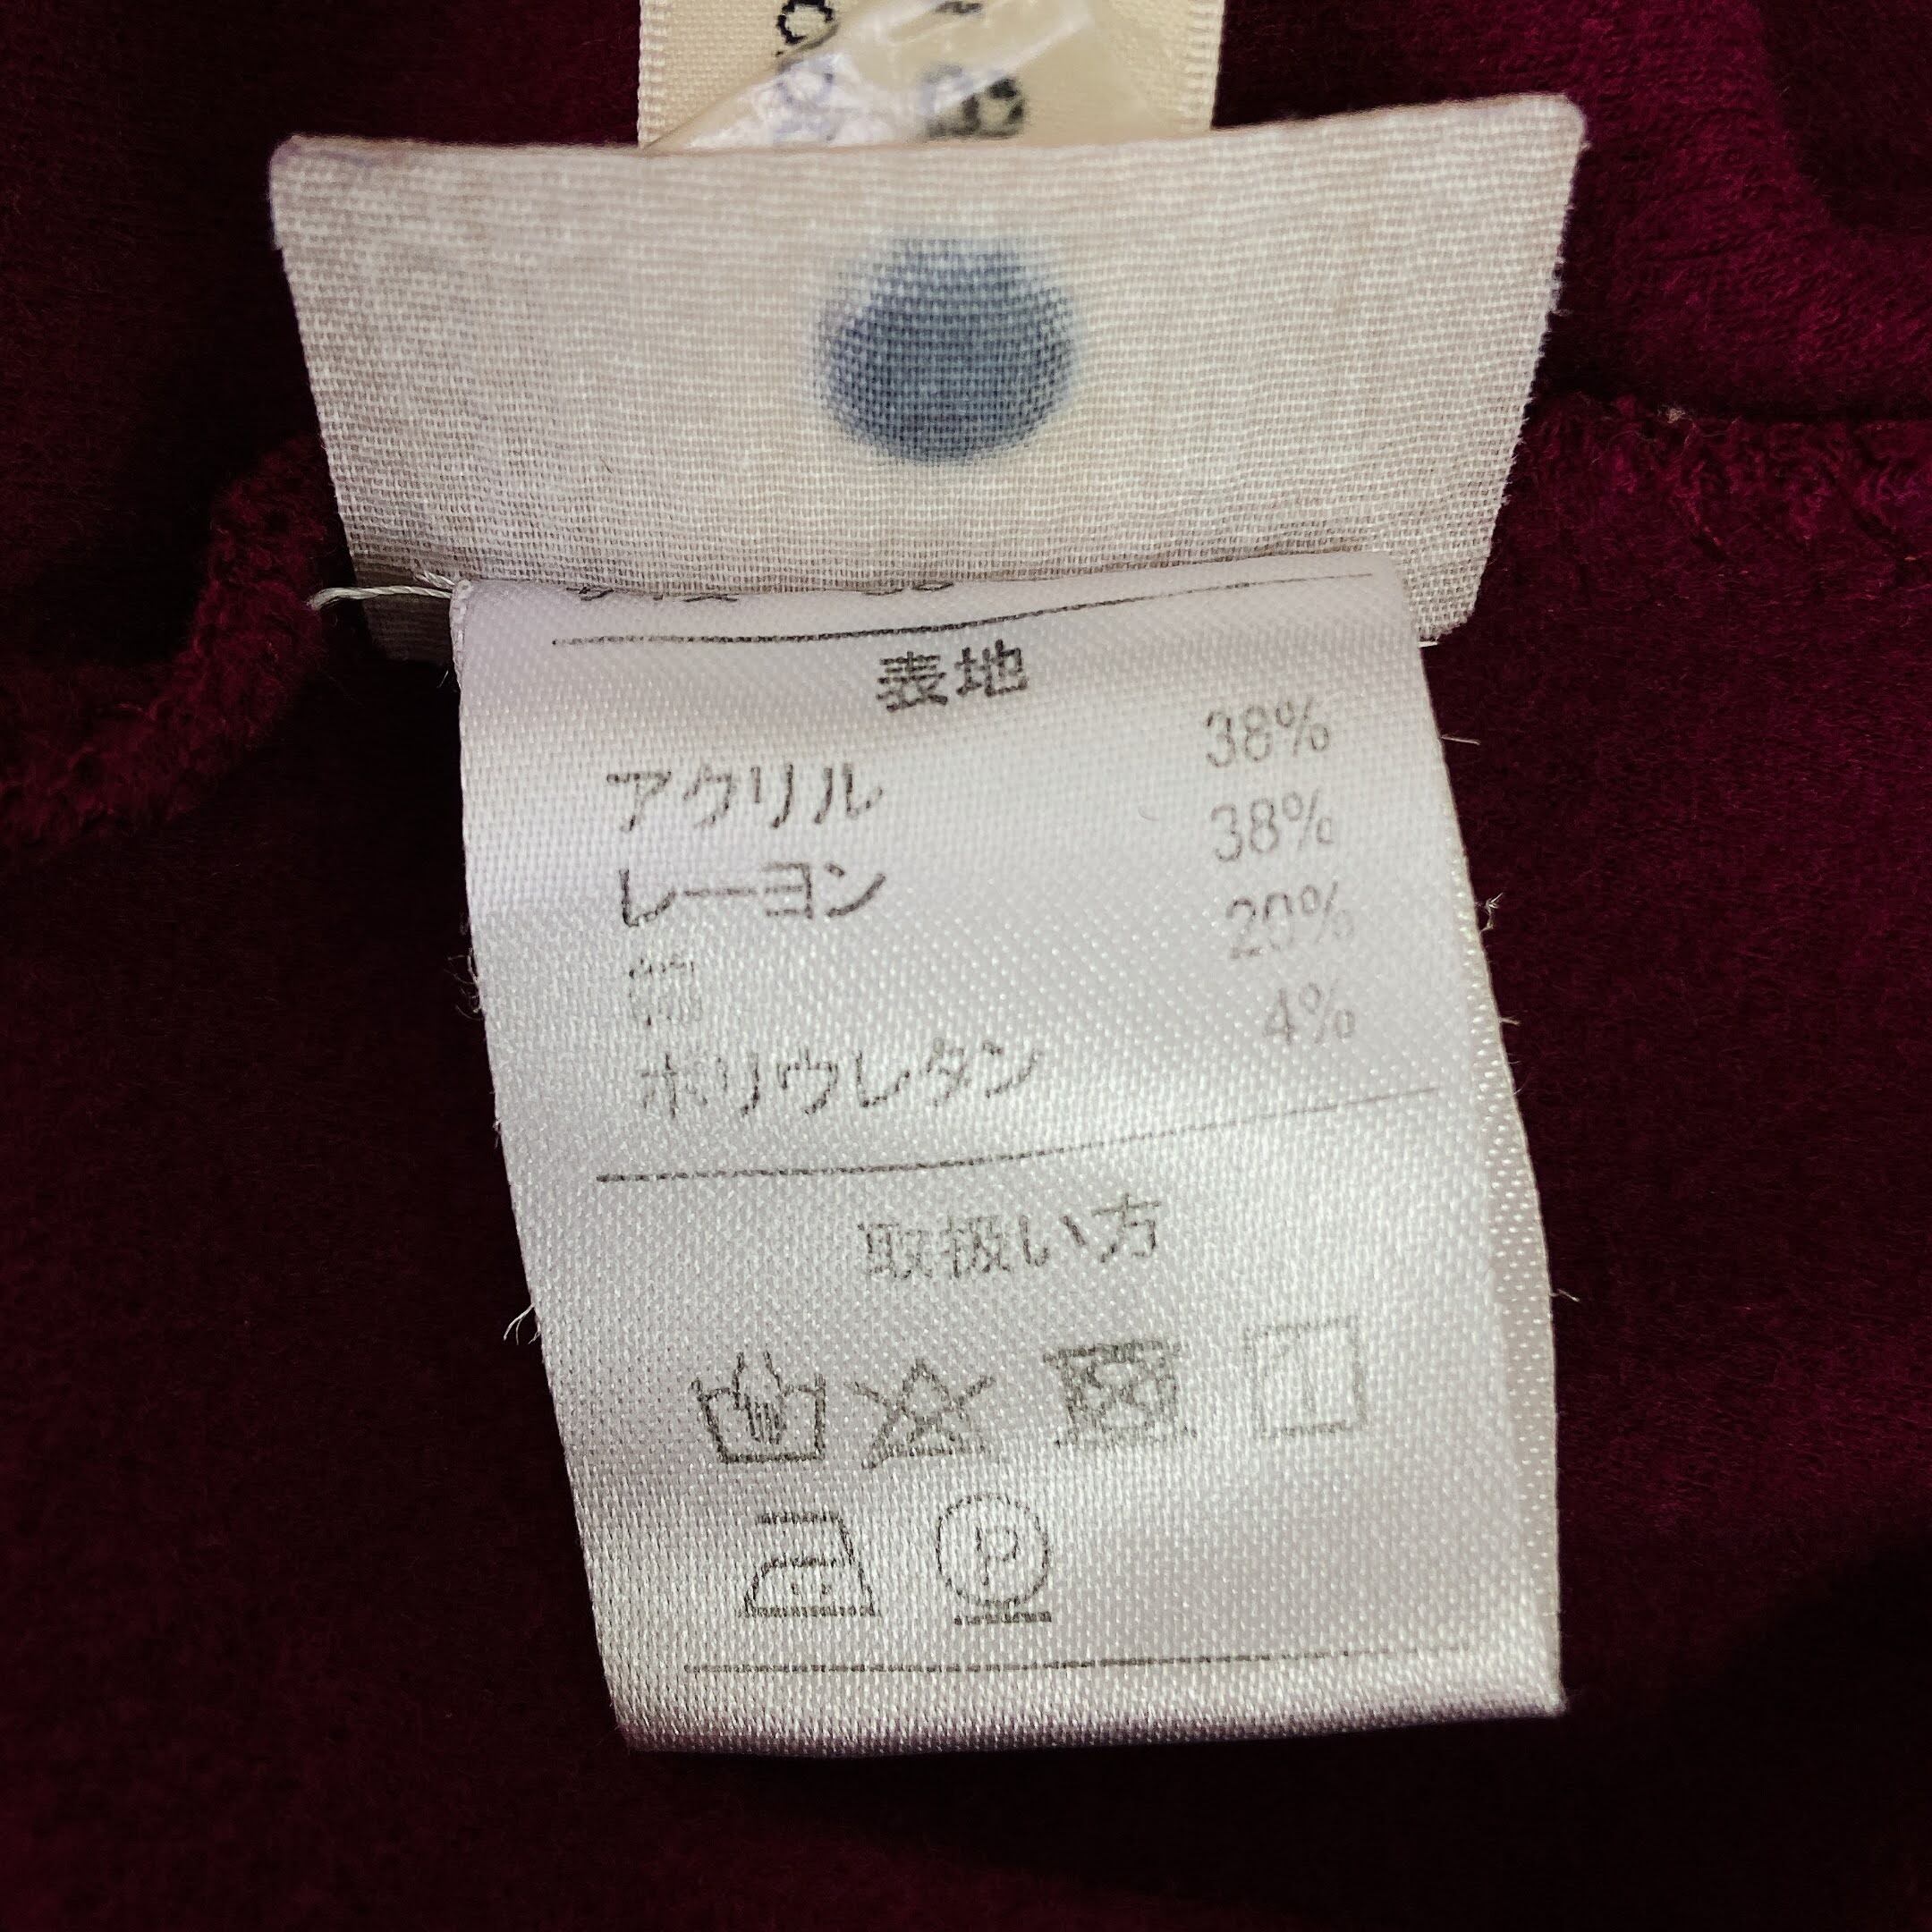 表地
アクリル 38%
レーヨン 38%
綿 20%
ポリウレタン 4%
取扱い方
P